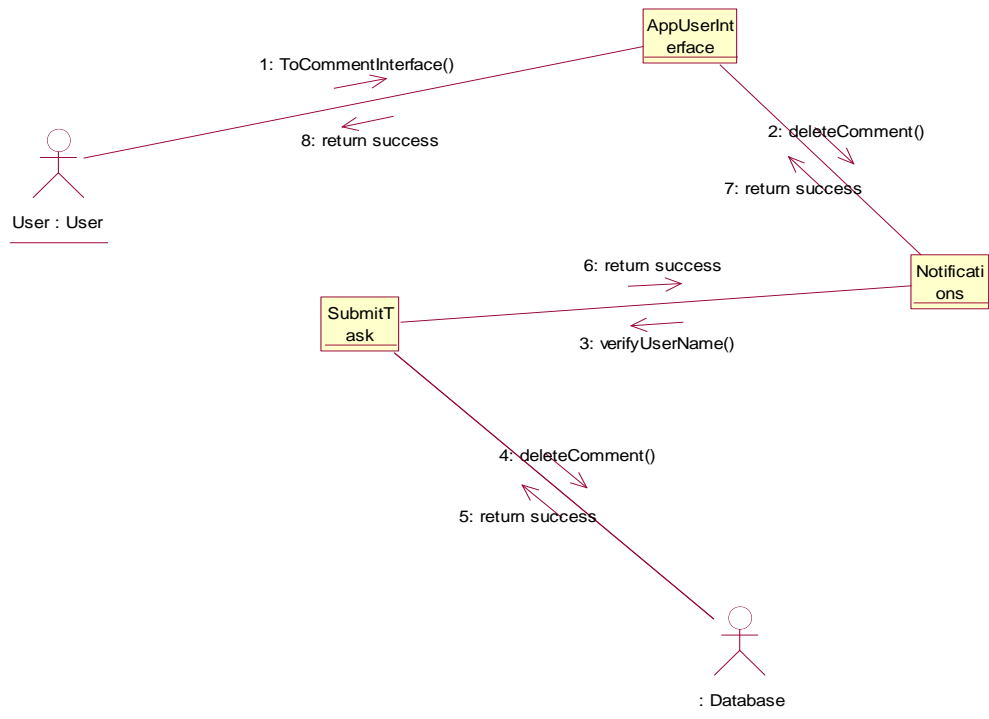 AppUserInt
erface
1: ToCommentInterface()
8: return success
2: deleteComment()
7: return success
User : User
6: return success
Notificati
ons
SubmitT
ask
3: verifyUserName()
4: deleteComment()
5: return success
: Database